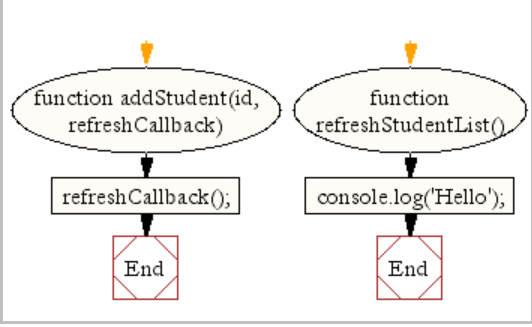 function addStudent(id,
refreshCallback)
refreshCallback();
End
function
refreshStudentList()
console.log('Hello');
End